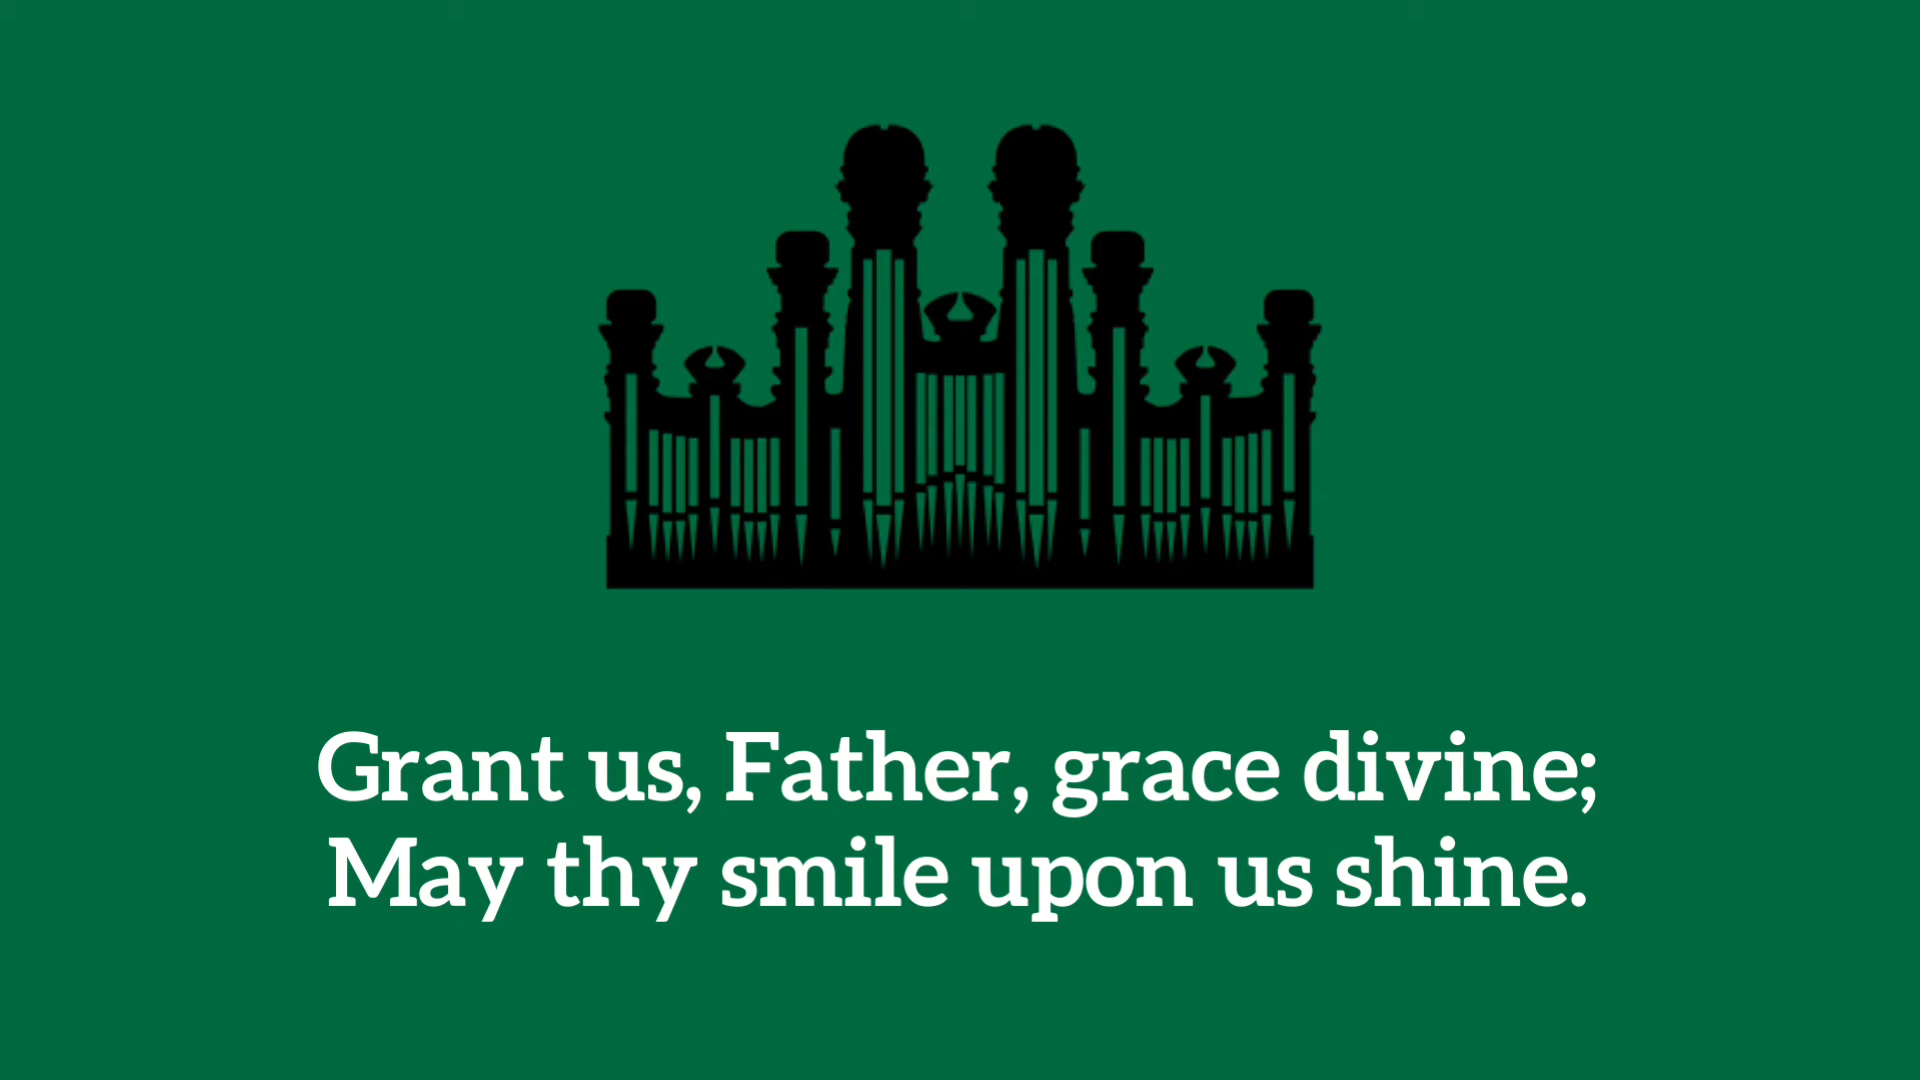 Grant us, Father, grace divine;
May thy smile upon us shine.